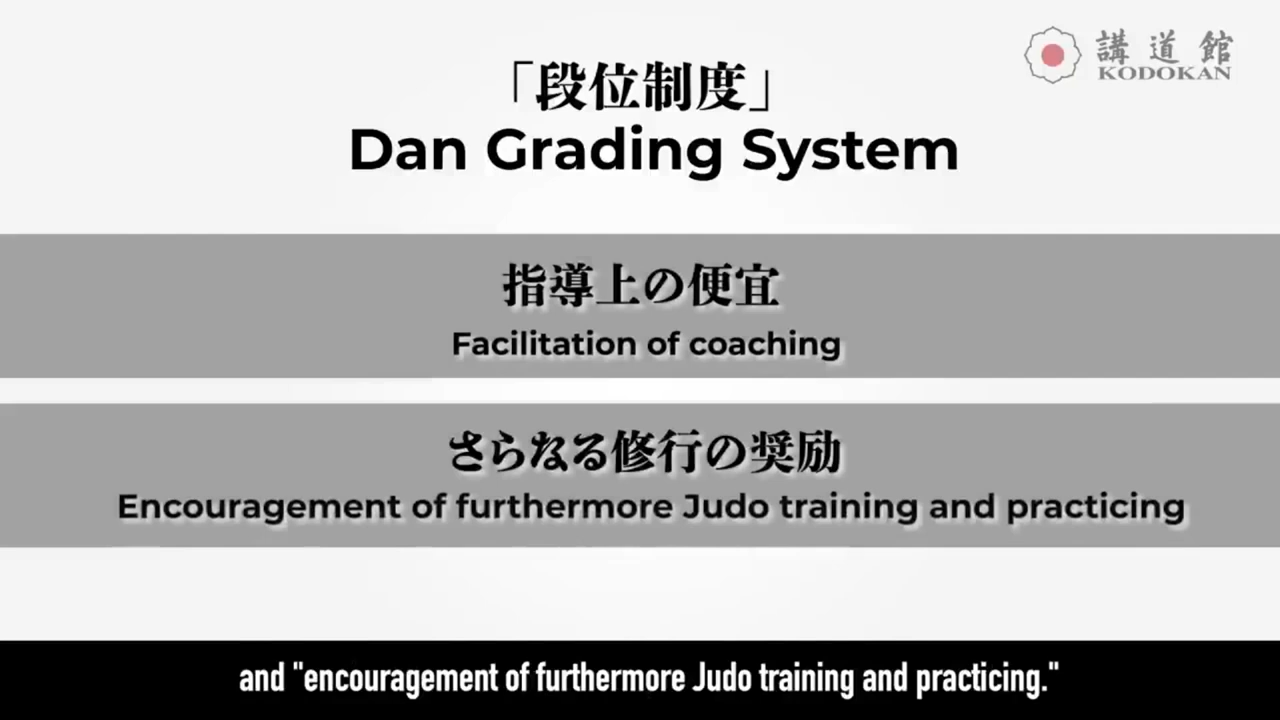 講道館
KODOKAN
「段位制度」
Dan Grading System
指導上の便宜
Facilitation of coaching
さらなる修行の奨励
Encouragement of furthermore Judo training and practicing
and "encouragement of furthermore Judo training and practicing."